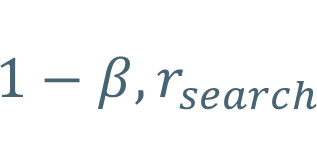 1 − β, r_search